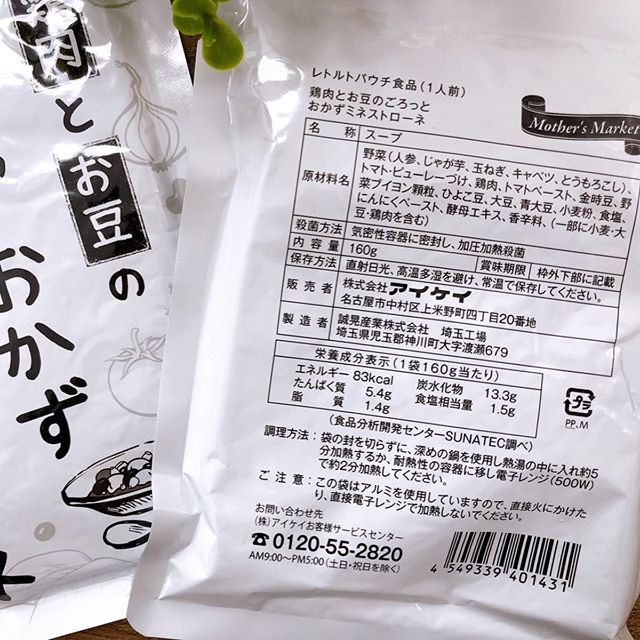 鶏肉とお豆の
おかず
レトルトパウチ食品(1人前)
鶏肉とお豆のごろっと
おかずミネストローネ
Mother's Market
名 称 スープ
原材料名 野菜(人参、じゃが芋、玉ねぎ、キャベツ、とうもろこし)、
トマト・ピューレーづけ、鶏肉、トマトペースト、金時豆、野
菜ブイヨン顆粒、ひよこ豆、大豆、青大豆、小麦粉、食塩、
にんにくペースト、酵母エキス、香辛料、(一部に小麦・大
豆・鶏肉を含む)
殺菌方法 気密性容器に密封し、加圧加熱殺菌
内 容 量 160g 賞味期限 枠外下部に記載
保存方法 直射日光、高温多湿を避け、常温で保存してください。
販 売 者 株式会社アイケイ
名古屋市中村区上米野町四丁目20番地
製 造 者 誠晃産業株式会社 埼玉工場
埼玉県児玉郡神川町大字渡瀬679
栄養成分表示(1袋160g当たり)
エネルギー 83kcal 炭水化物 13.3g
たんぱく質 5.4g 食塩相当量 1.5g
脂 質 1.4g
(食品分析開発センターSUNATEC調べ)
プラ
PP.M
調理方法:袋の封を切らずに、深めの鍋を使用し熱湯の中に入れ約5
分加熱するか、耐熱性の容器に移し電子レンジ(500W)
で約2分加熱してください。
ご 注 意:この袋はアルミを使用していますので、直接火にかけた
り、直接電子レンジで加熱しないでください。
お問い合わせ先
(株)アイケイお客様サービスセンター
☎0120-55-2820
AM9:00〜PM5:00(土日・祝日を除く)
4 549339 401431